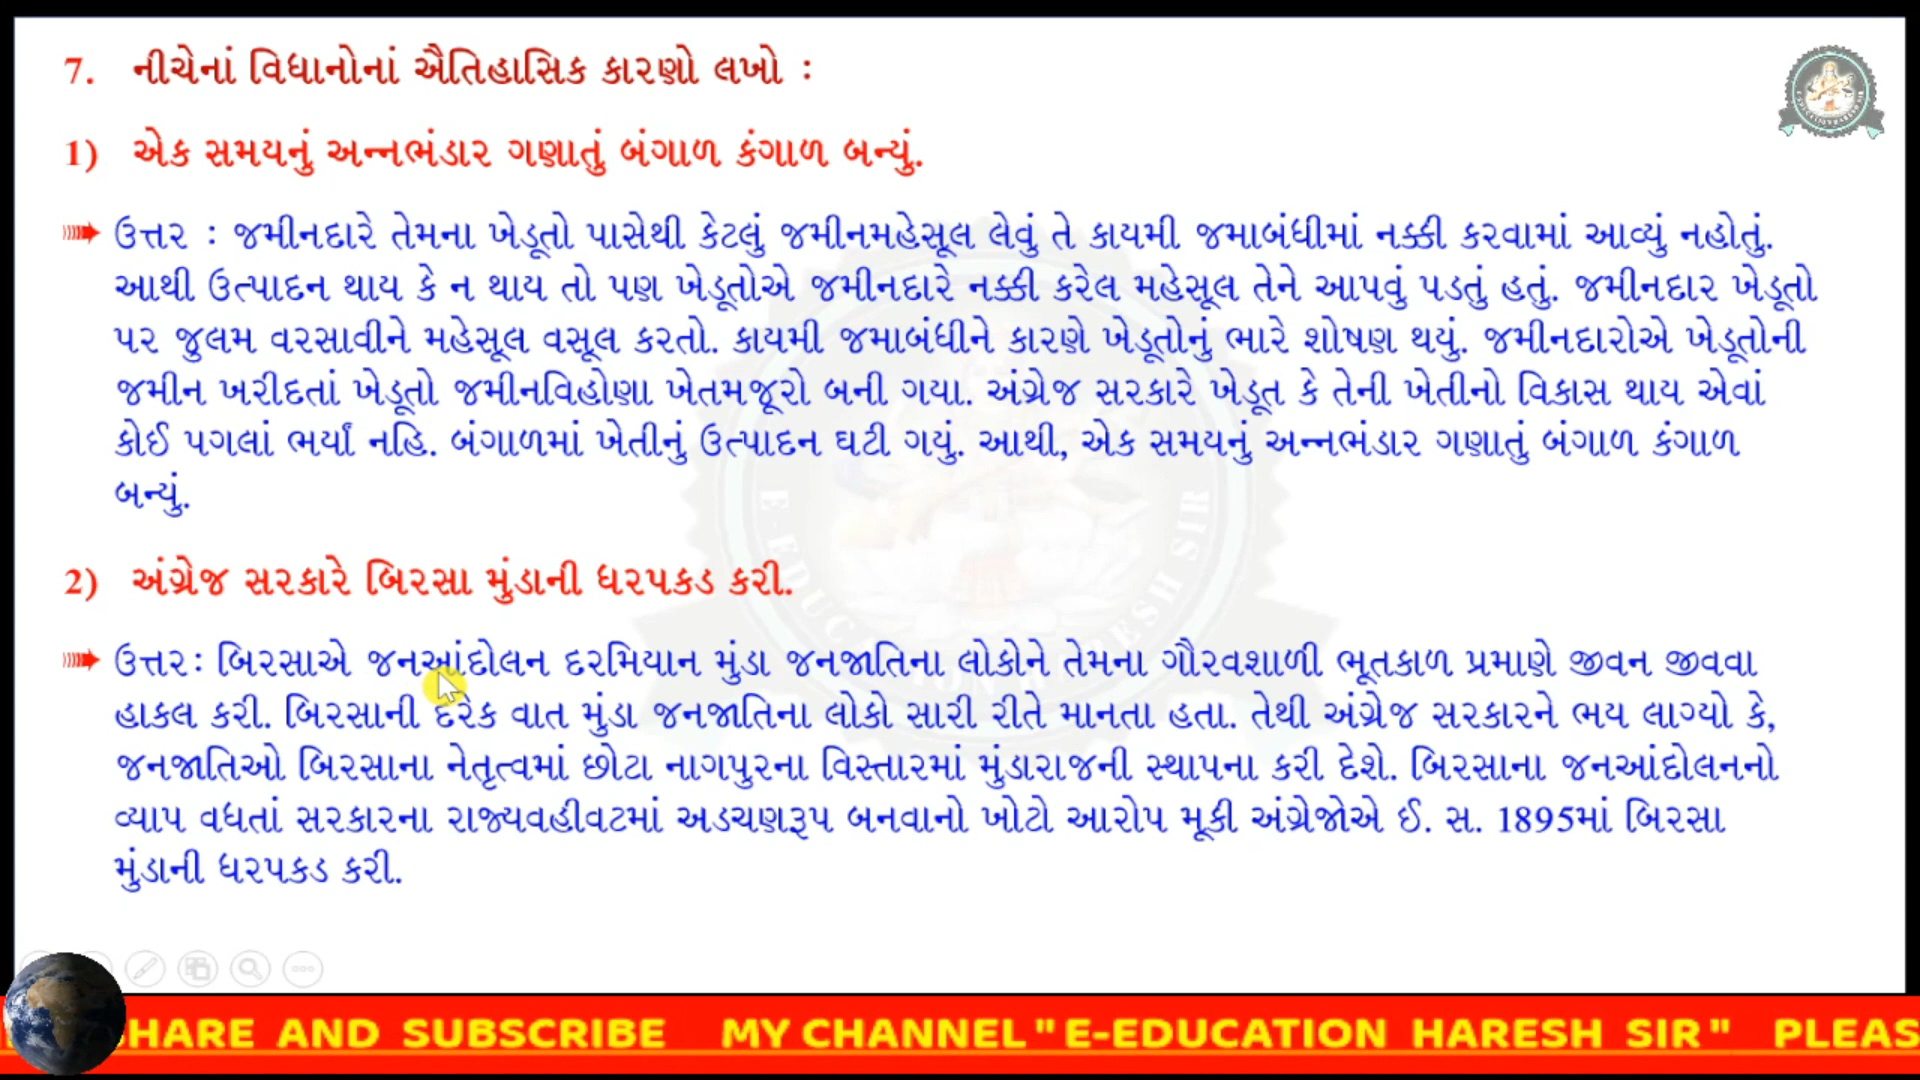 7. નીચેનાં વિધાનોનાં ઐતિહાસિક કારણો લખો :
1) એક સમયનું અન્નભંડાર ગણાતું બંગાળ કંગાળ બન્યું.
ઉત્તર : જમીનદારે તેમના ખેડૂતો પાસેથી કેટલું જમીનમહેસૂલ લેવું તે કાયમી જમાબંધીમાં નક્કી કરવામાં આવ્યું નહોતું.
આથી ઉત્પાદન થાય કે ન થાય તો પણ ખેડૂતોએ જમીનદારે નક્કી કરેલ મહેસૂલ તેને આપવું પડતું હતું. જમીનદાર ખેડૂતો
પર જુલમ વરસાવીને મહેસૂલ વસૂલ કરતો. કાયમી જમાબંધીને કારણે ખેડૂતોનું ભારે શોષણ થયું. જમીનદારોએ ખેડૂતોની
જમીન ખરીદતાં ખેડૂતો જમીનવિહોણા ખેતમજૂરો બની ગયા. અંગ્રેજ સરકારે ખેડૂત કે તેની ખેતીનો વિકાસ થાય એવાં
કોઈ પગલાં ભર્યાં નહિ. બંગાળમાં ખેતીનું ઉત્પાદન ઘટી ગયું. આથી, એક સમયનું અન્નભંડાર ગણાતું બંગાળ કંગાળ
બન્યું.
2) અંગ્રેજ સરકારે બિરસા મુંડાની ધરપકડ કરી.
ઉત્તર: બિરસાએ જનઆંદોલન દરમિયાન મુંડા જનજાતિના લોકોને તેમના ગૌરવશાળી ભૂતકાળ પ્રમાણે જીવન જીવવા
હાકલ કરી. બિરસાની દરેક વાત મુંડા જનજાતિના લોકો સારી રીતે માનતા હતા. તેથી અંગ્રેજ સરકારને ભય લાગ્યો કે,
જનજાતિઓ બિરસાના નેતૃત્વમાં છોટા નાગપુરના વિસ્તારમાં મુંડારાજની સ્થાપના કરી દેશે. બિરસાના જનઆંદોલનનો
વ્યાપ વધતાં સરકારના રાજ્યવહીવટમાં અડચણરૂપ બનવાનો ખોટો આરોપ મૂકી અંગ્રેજોએ ઈ. સ. 1895માં બિરસા
મુંડાની ધરપકડ કરી.
HARE AND SUBSCRIBE MY CHANNEL "E-EDUCATION HARESH SIR" PLEAS